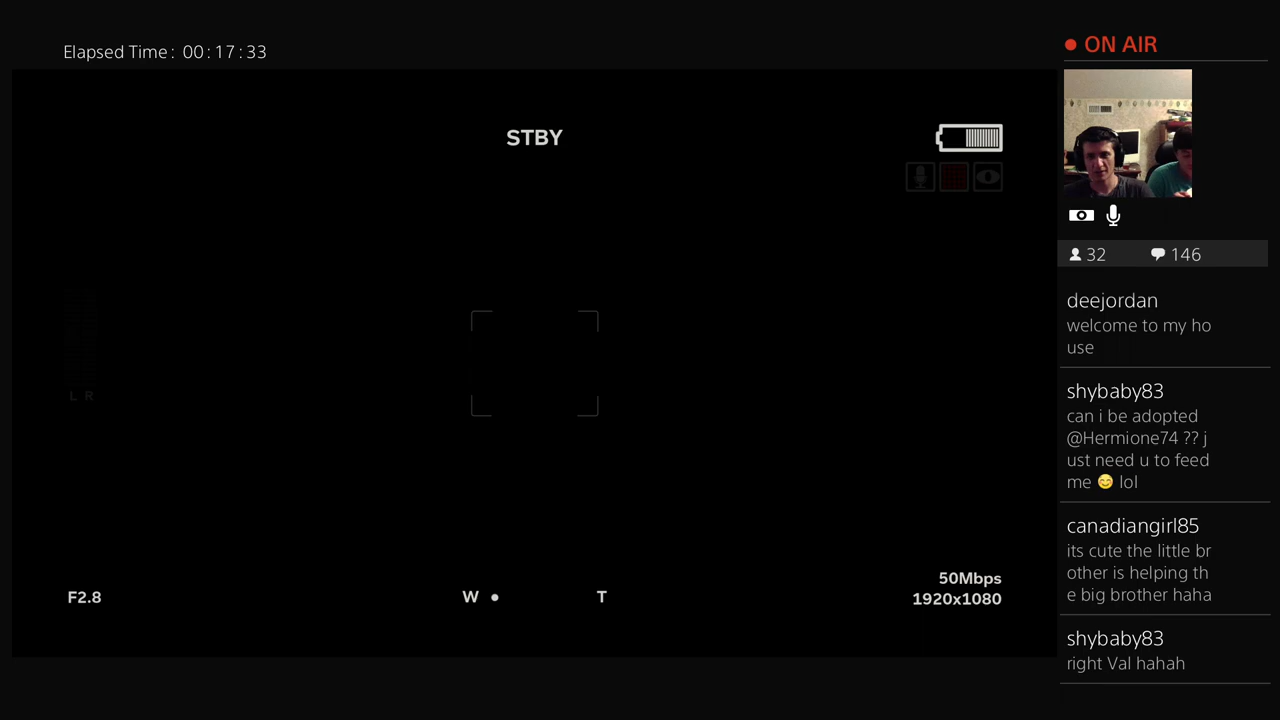 Elapsed Time: 00:17:33
ON AIR
STBY
32 146
deejordan
welcome to my ho
use
shybaby83
can i be adopted
@Hermione74 ?? j
ust need u to feed
me 😊 lol
L R
canadiangirl85
its cute the little br
other is helping th
e big brother haha
F2.8
W T
50Mbps
1920x1080
shybaby83
right Val hahah